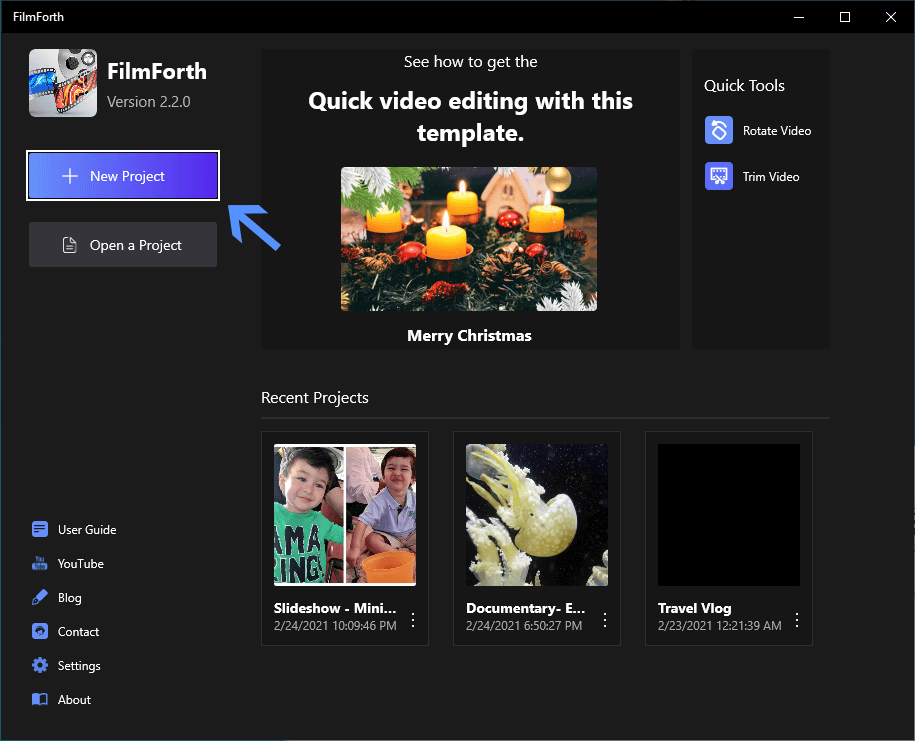 FilmForth
FilmForth
Version 2.2.0
New Project
Open a Project
See how to get the
Quick video editing with this
template.
Merry Christmas
Quick Tools
Rotate Video
Trim Video
Recent Projects
AMA
RING.
Slideshow - Mini...
2/24/2021 10:09:46 PM
Documentary- E...
2/24/2021 6:50:27 PM
Travel Vlog
2/23/2021 12:21:39 AM
User Guide
YouTube
Blog
Contact
Settings
About